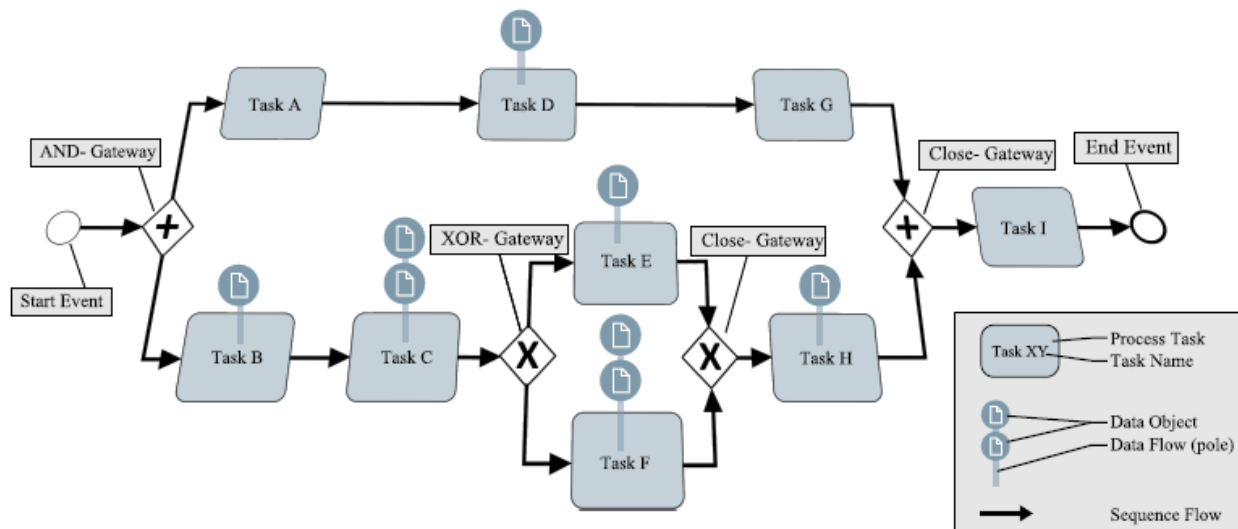 Task A
Task D
Task G
AND- Gateway
Close- Gateway
End Event
Task I
XOR- Gateway
Task E
Close- Gateway
Start Event
Task B
Task C
Task H
Task F
Task XY
Process Task
Task Name
Data Object
Data Flow (pole)
Sequence Flow